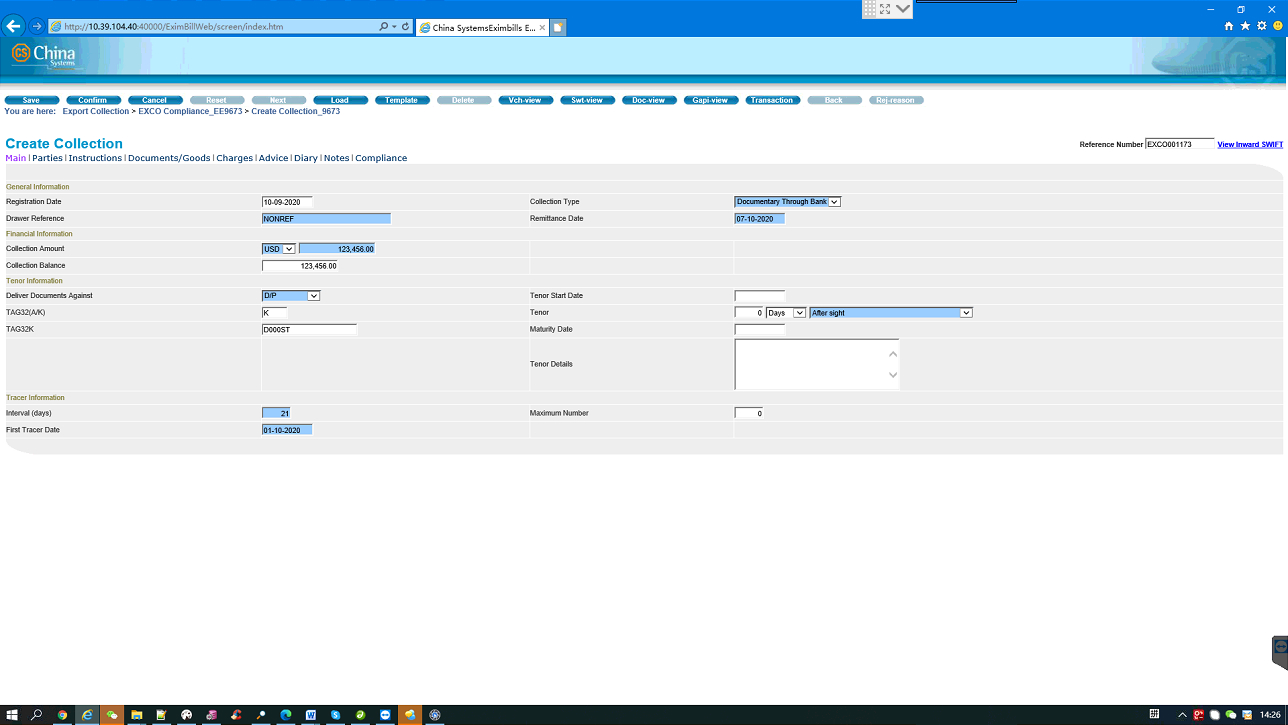 http://10.39.104.40:40000/EximBillWeb/screen/index.htm
China SystemsEximbills E...
CS China
Systems
Save Confirm Cancel Reset Next Load Template Delete Vch-view Swt-view Doc-view Gapi-view Transaction Back Rej-reason
You are here: Export Collection > EXCO Compliance_EE9673 > Create Collection_9673
Create Collection
Reference Number EXCO001173 View Inward SWIFT
Main | Parties | Instructions | Documents/Goods | Charges | Advice | Diary | Notes | Compliance
General Information
Registration Date 10-09-2020 Collection Type Documentary Through Bank
Drawer Reference NONREF Remittance Date 07-10-2020
Financial Information
Collection Amount USD 123,456.00
Collection Balance 123,456.00
Tenor Information
Deliver Documents Against D/P Tenor Start Date
TAG32(A/K) K Tenor 0 Days After sight
TAG32K D000ST Maturity Date
Tenor Details
Tracer Information
Interval (days) 21 Maximum Number 0
First Tracer Date 01-10-2020
14:26